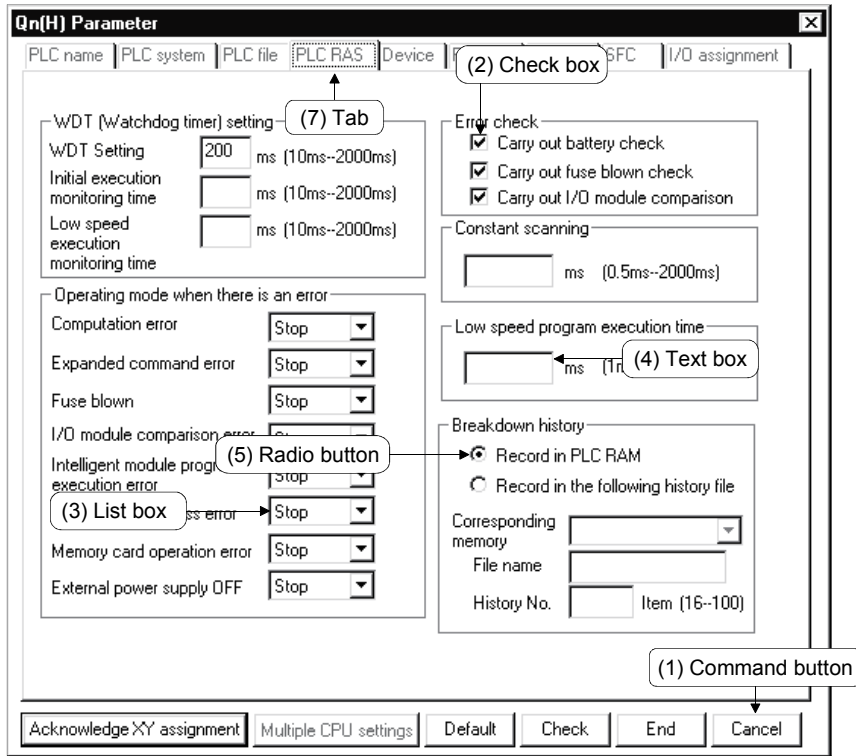 Qn(H) Parameter
PLC name PLC system PLC file PLC RAS Device SFC I/O assignment
(2) Check box
(7) Tab
WDT (Watchdog timer) setting
WDT Setting 200 ms (10ms--2000ms)
Initial execution
monitoring time ms (10ms--2000ms)
Low speed
execution
monitoring time ms (10ms--2000ms)
Error check
Carry out battery check
Carry out fuse blown check
Carry out I/O module comparison
Constant scanning
ms (0.5ms--2000ms)
Operating mode when there is an error
Computation error Stop
Expanded command error Stop
Fuse blown Stop
I/O module comparison error
Intelligent module
execution error Stop
(3) List box error Stop
Memory card operation error Stop
External power supply OFF Stop
Low speed program execution time
ms
(4) Text box
Breakdown history
(5) Radio button
Record in PLC RAM
Record in the following history file
Corresponding
memory
File name
History No. Item (16--100)
(1) Command button
Acknowledge XY assignment Multiple CPU settings Default Check End Cancel